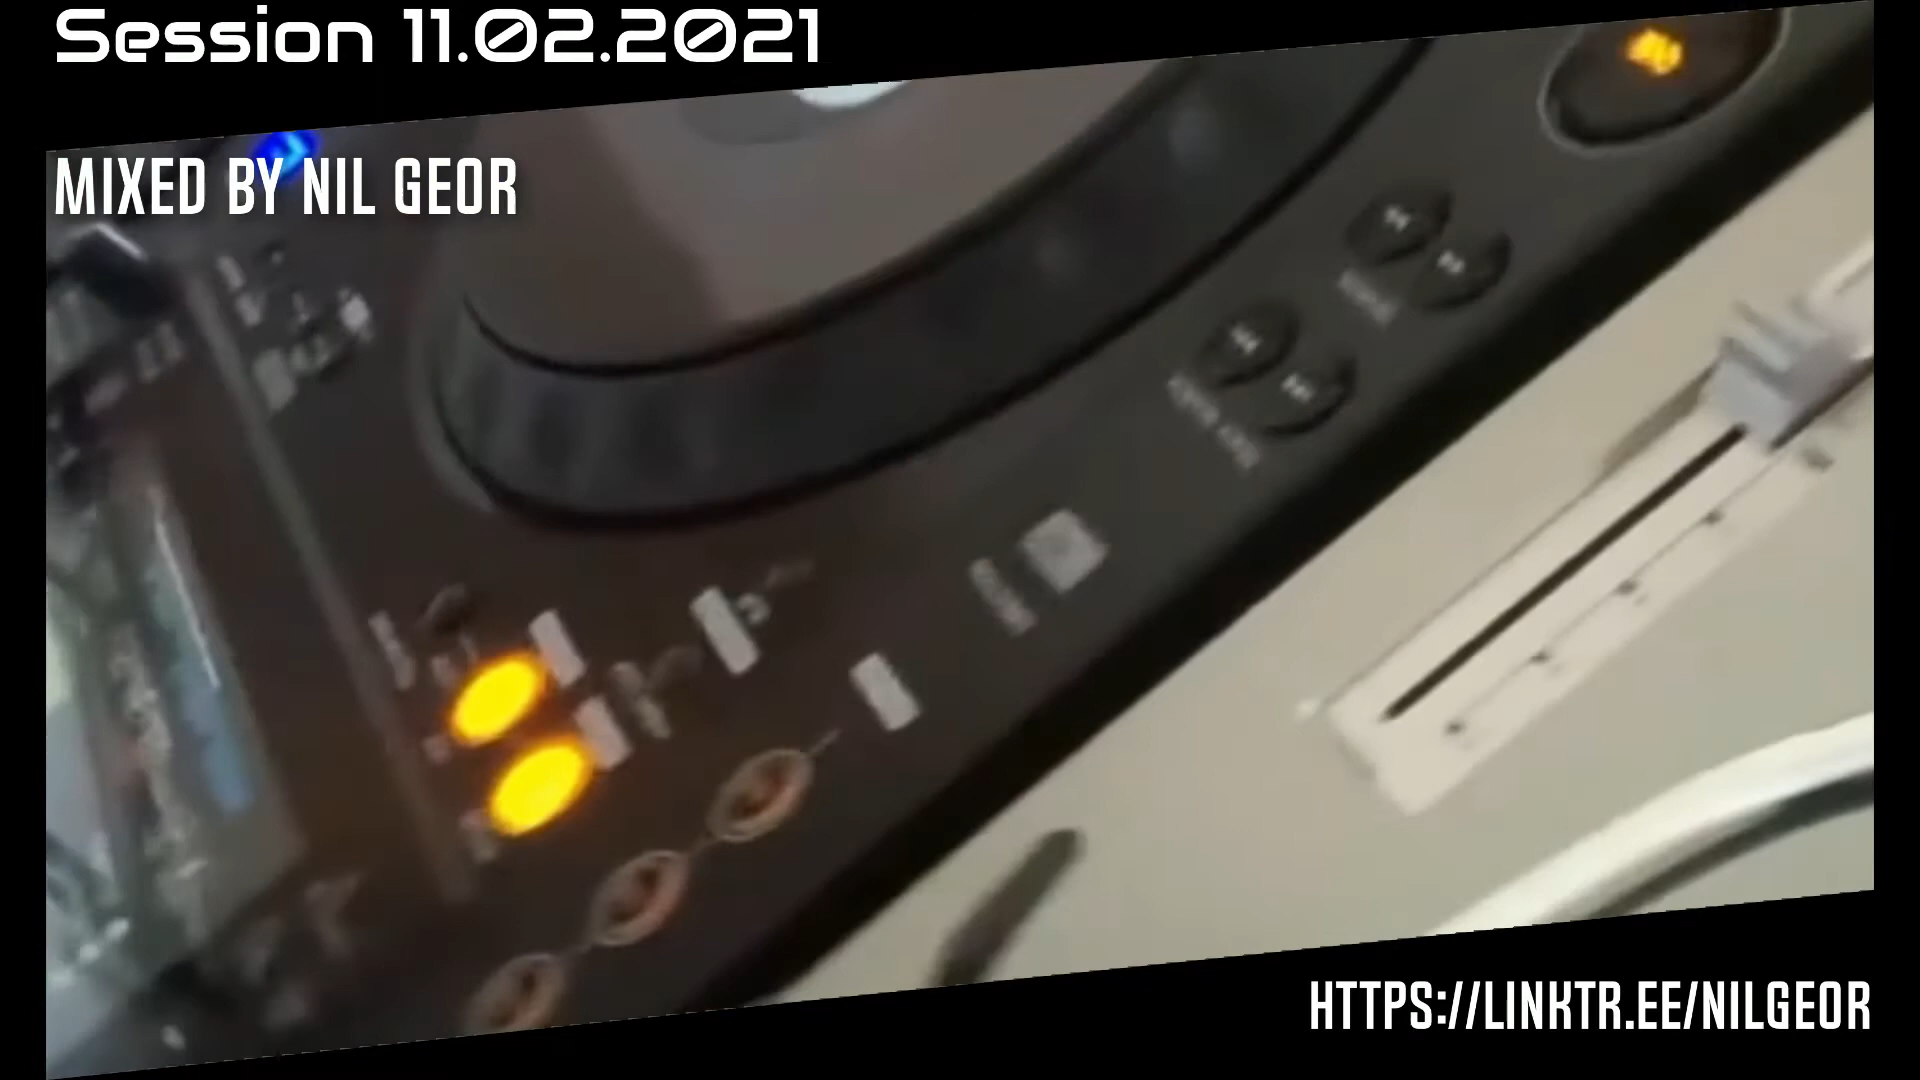 Session 11.02.2021
MIXED BY NIL GEOR
HTTPS://LINKTR.EE/NILGEOR